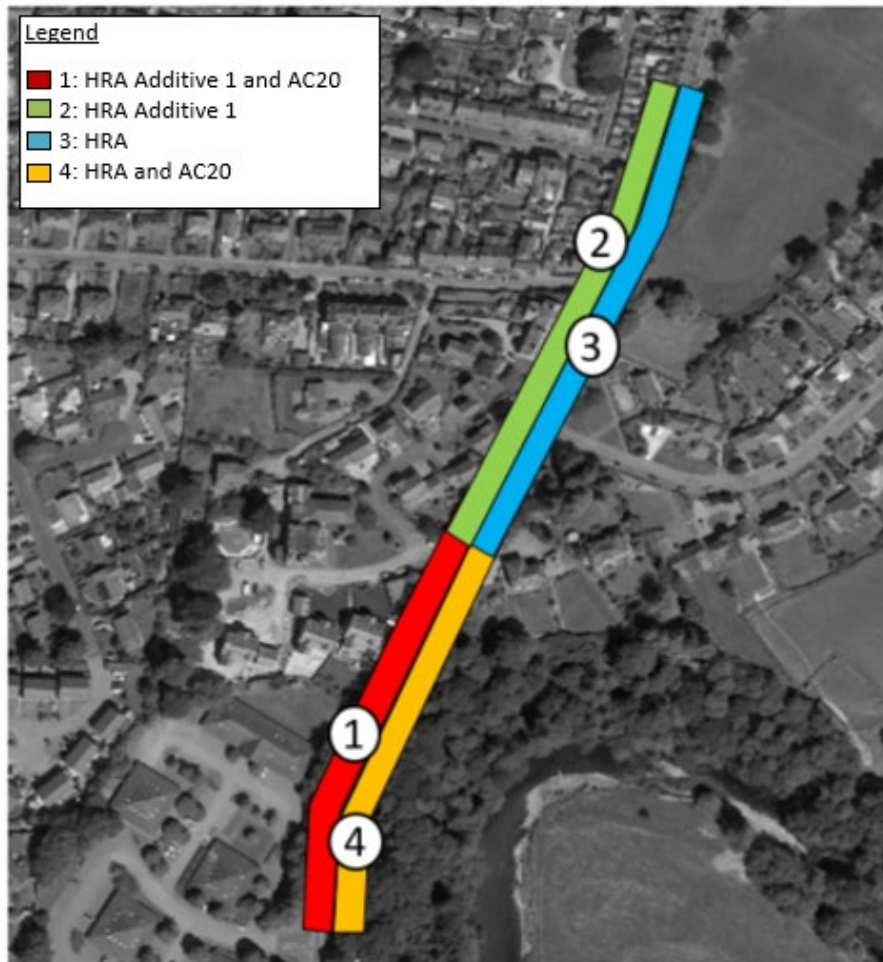 Legend
1: HRA Additive 1 and AC20
2: HRA Additive 1
3: HRA
4: HRA and AC20
2
3
1
4